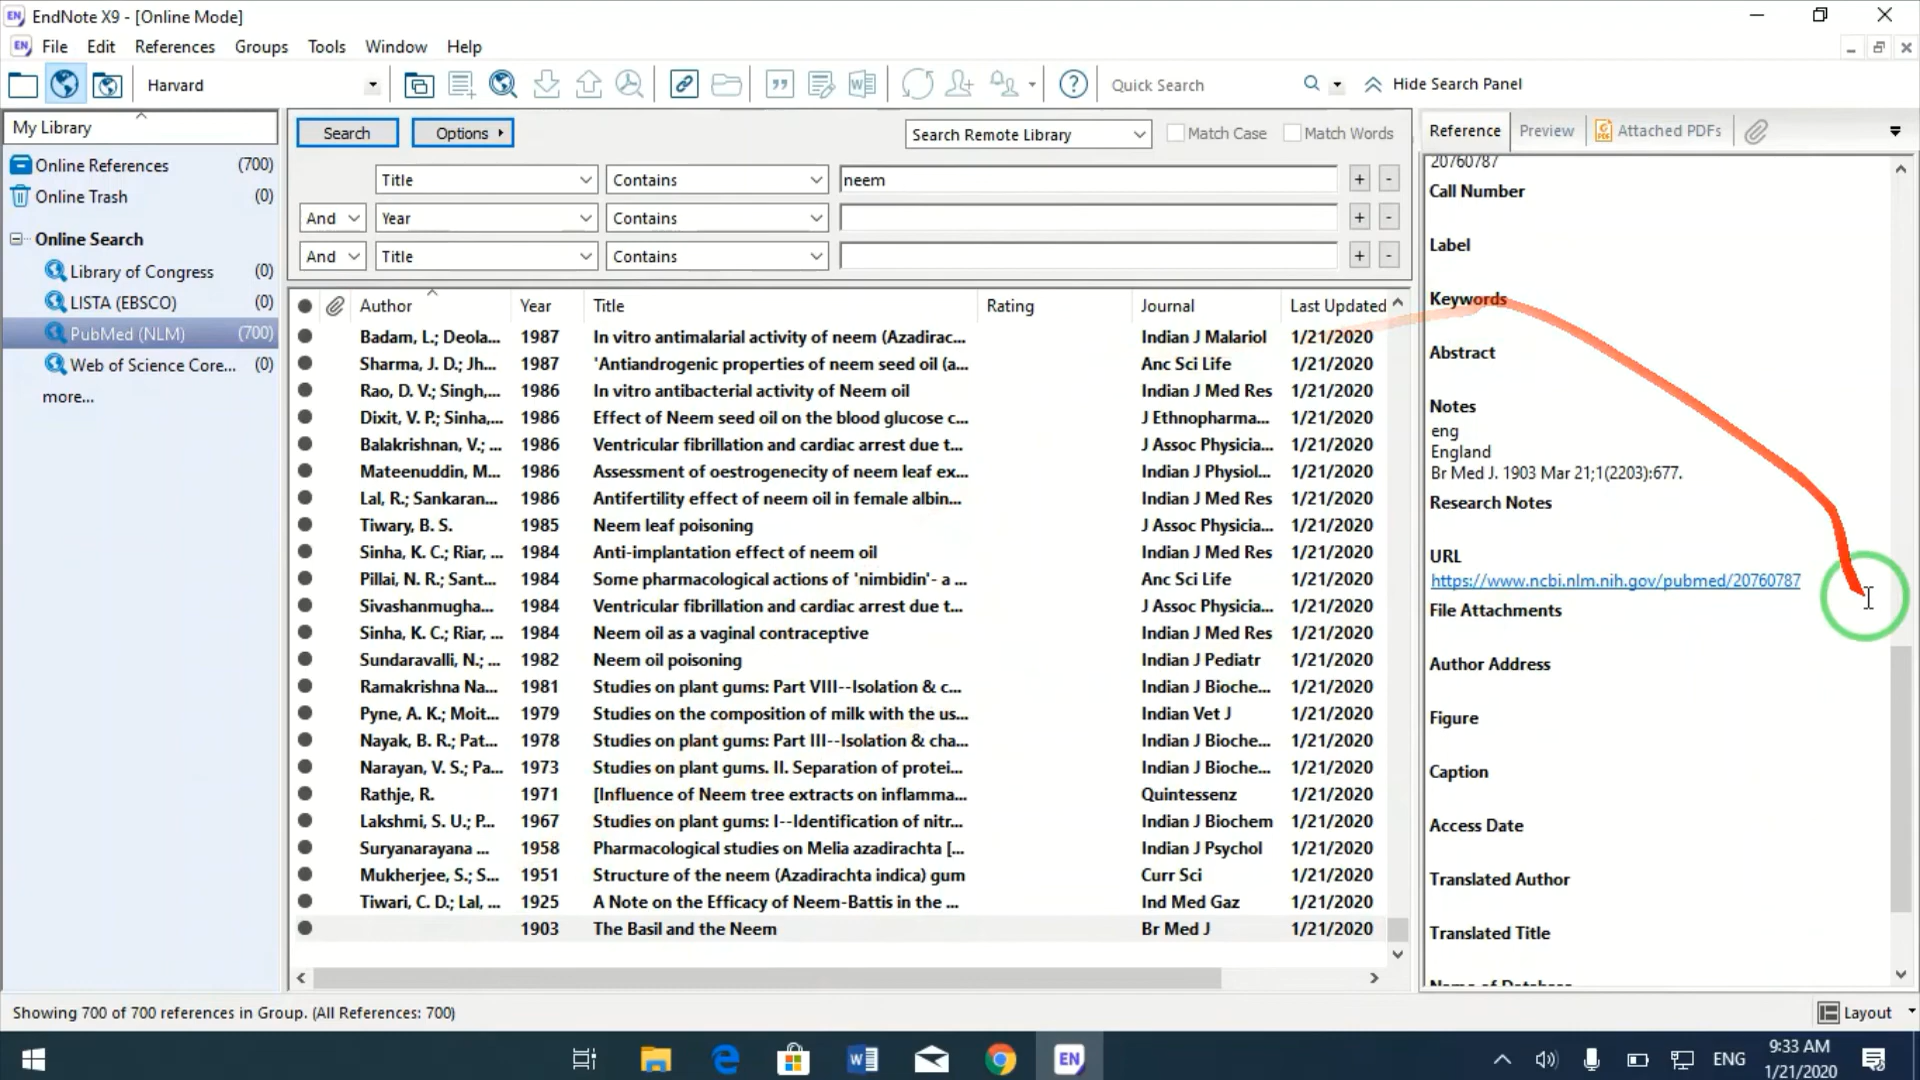 EndNote X9 - [Online Mode]
File Edit References Groups Tools Window Help
Harvard
Quick Search
Hide Search Panel
My Library
Online References (700)
Online Trash (0)
Online Search
Library of Congress (0)
LISTA (EBSCO) (0)
PubMed (NLM) (700)
Web of Science Core... (0)
more...
Search Options Search Remote Library Match Case Match Words
Title Contains neem + -
And Year Contains + -
And Title Contains + -
Author Year Title Rating Journal Last Updated
Badam, L.; Deola... 1987 In vitro antimalarial activity of neem (Azadirac... Indian J Malariol 1/21/2020
Sharma, J. D.; Jh... 1987 'Antiandrogenic properties of neem seed oil (a... Anc Sci Life 1/21/2020
Rao, D. V.; Singh,... 1986 In vitro antibacterial activity of Neem oil Indian J Med Res 1/21/2020
Dixit, V. P.; Sinha,... 1986 Effect of Neem seed oil on the blood glucose c... J Ethnopharma... 1/21/2020
Balakrishnan, V.; ... 1986 Ventricular fibrillation and cardiac arrest due t... J Assoc Physicia... 1/21/2020
Mateenuddin, M... 1986 Assessment of oestrogenecity of neem leaf ex... Indian J Physiol... 1/21/2020
Lal, R.; Sankaran... 1986 Antifertility effect of neem oil in female albin... Indian J Med Res 1/21/2020
Tiwary, B. S. 1985 Neem leaf poisoning J Assoc Physicia... 1/21/2020
Sinha, K. C.; Riar, ... 1984 Anti-implantation effect of neem oil Indian J Med Res 1/21/2020
Pillai, N. R.; Sant... 1984 Some pharmacological actions of 'nimbidin'- a ... Anc Sci Life 1/21/2020
Sivashanmugha... 1984 Ventricular fibrillation and cardiac arrest due t... J Assoc Physicia... 1/21/2020
Sinha, K. C.; Riar, ... 1984 Neem oil as a vaginal contraceptive Indian J Med Res 1/21/2020
Sundaravalli, N.; ... 1982 Neem oil poisoning Indian J Pediatr 1/21/2020
Ramakrishna Na... 1981 Studies on plant gums: Part VIII--Isolation & c... Indian J Bioche... 1/21/2020
Pyne, A. K.; Moit... 1979 Studies on the composition of milk with the us... Indian Vet J 1/21/2020
Nayak, B. R.; Pat... 1978 Studies on plant gums: Part III--Isolation & cha... Indian J Bioche... 1/21/2020
Narayan, V. S.; Pa... 1973 Studies on plant gums. II. Separation of protei... Indian J Bioche... 1/21/2020
Rathje, R. 1971 [Influence of Neem tree extracts on inflamma... Quintessenz 1/21/2020
Lakshmi, S. U.; P... 1967 Studies on plant gums: I--Identification of nitr... Indian J Biochem 1/21/2020
Suryanarayana ... 1958 Pharmacological studies on Melia azadirachta [... Indian J Psychol 1/21/2020
Mukherjee, S.; S... 1951 Structure of the neem (Azadirachta indica) gum Curr Sci 1/21/2020
Tiwari, C. D.; Lal, ... 1925 A Note on the Efficacy of Neem-Battis in the ... Ind Med Gaz 1/21/2020
1903 The Basil and the Neem Br Med J 1/21/2020
Reference Preview Attached PDFs
20760787
Call Number
Label
Keywords
Abstract
Notes
eng
England
Br Med J. 1903 Mar 21;1(2203):677.
Research Notes
URL
https://www.ncbi.nlm.nih.gov/pubmed/20760787
File Attachments
Author Address
Figure
Caption
Access Date
Translated Author
Translated Title
Name of Database
Showing 700 of 700 references in Group. (All References: 700)
Layout
EN
ENG
9:33 AM
1/21/2020